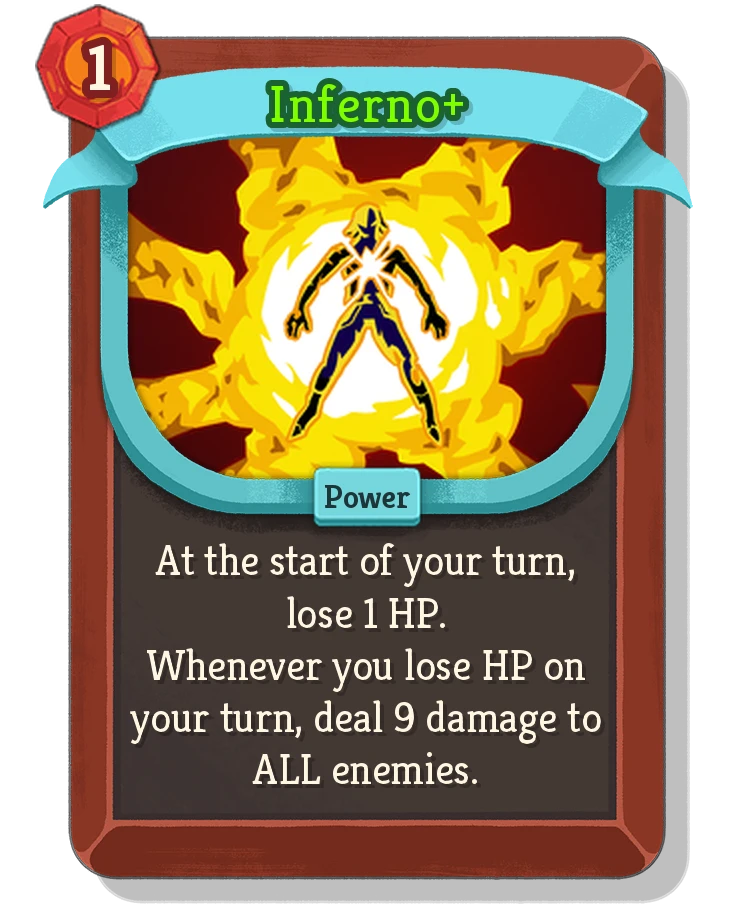 1
Inferno+
Power
At the start of your turn,
lose 1 HP.
Whenever you lose HP on
your turn, deal 9 damage to
ALL enemies.